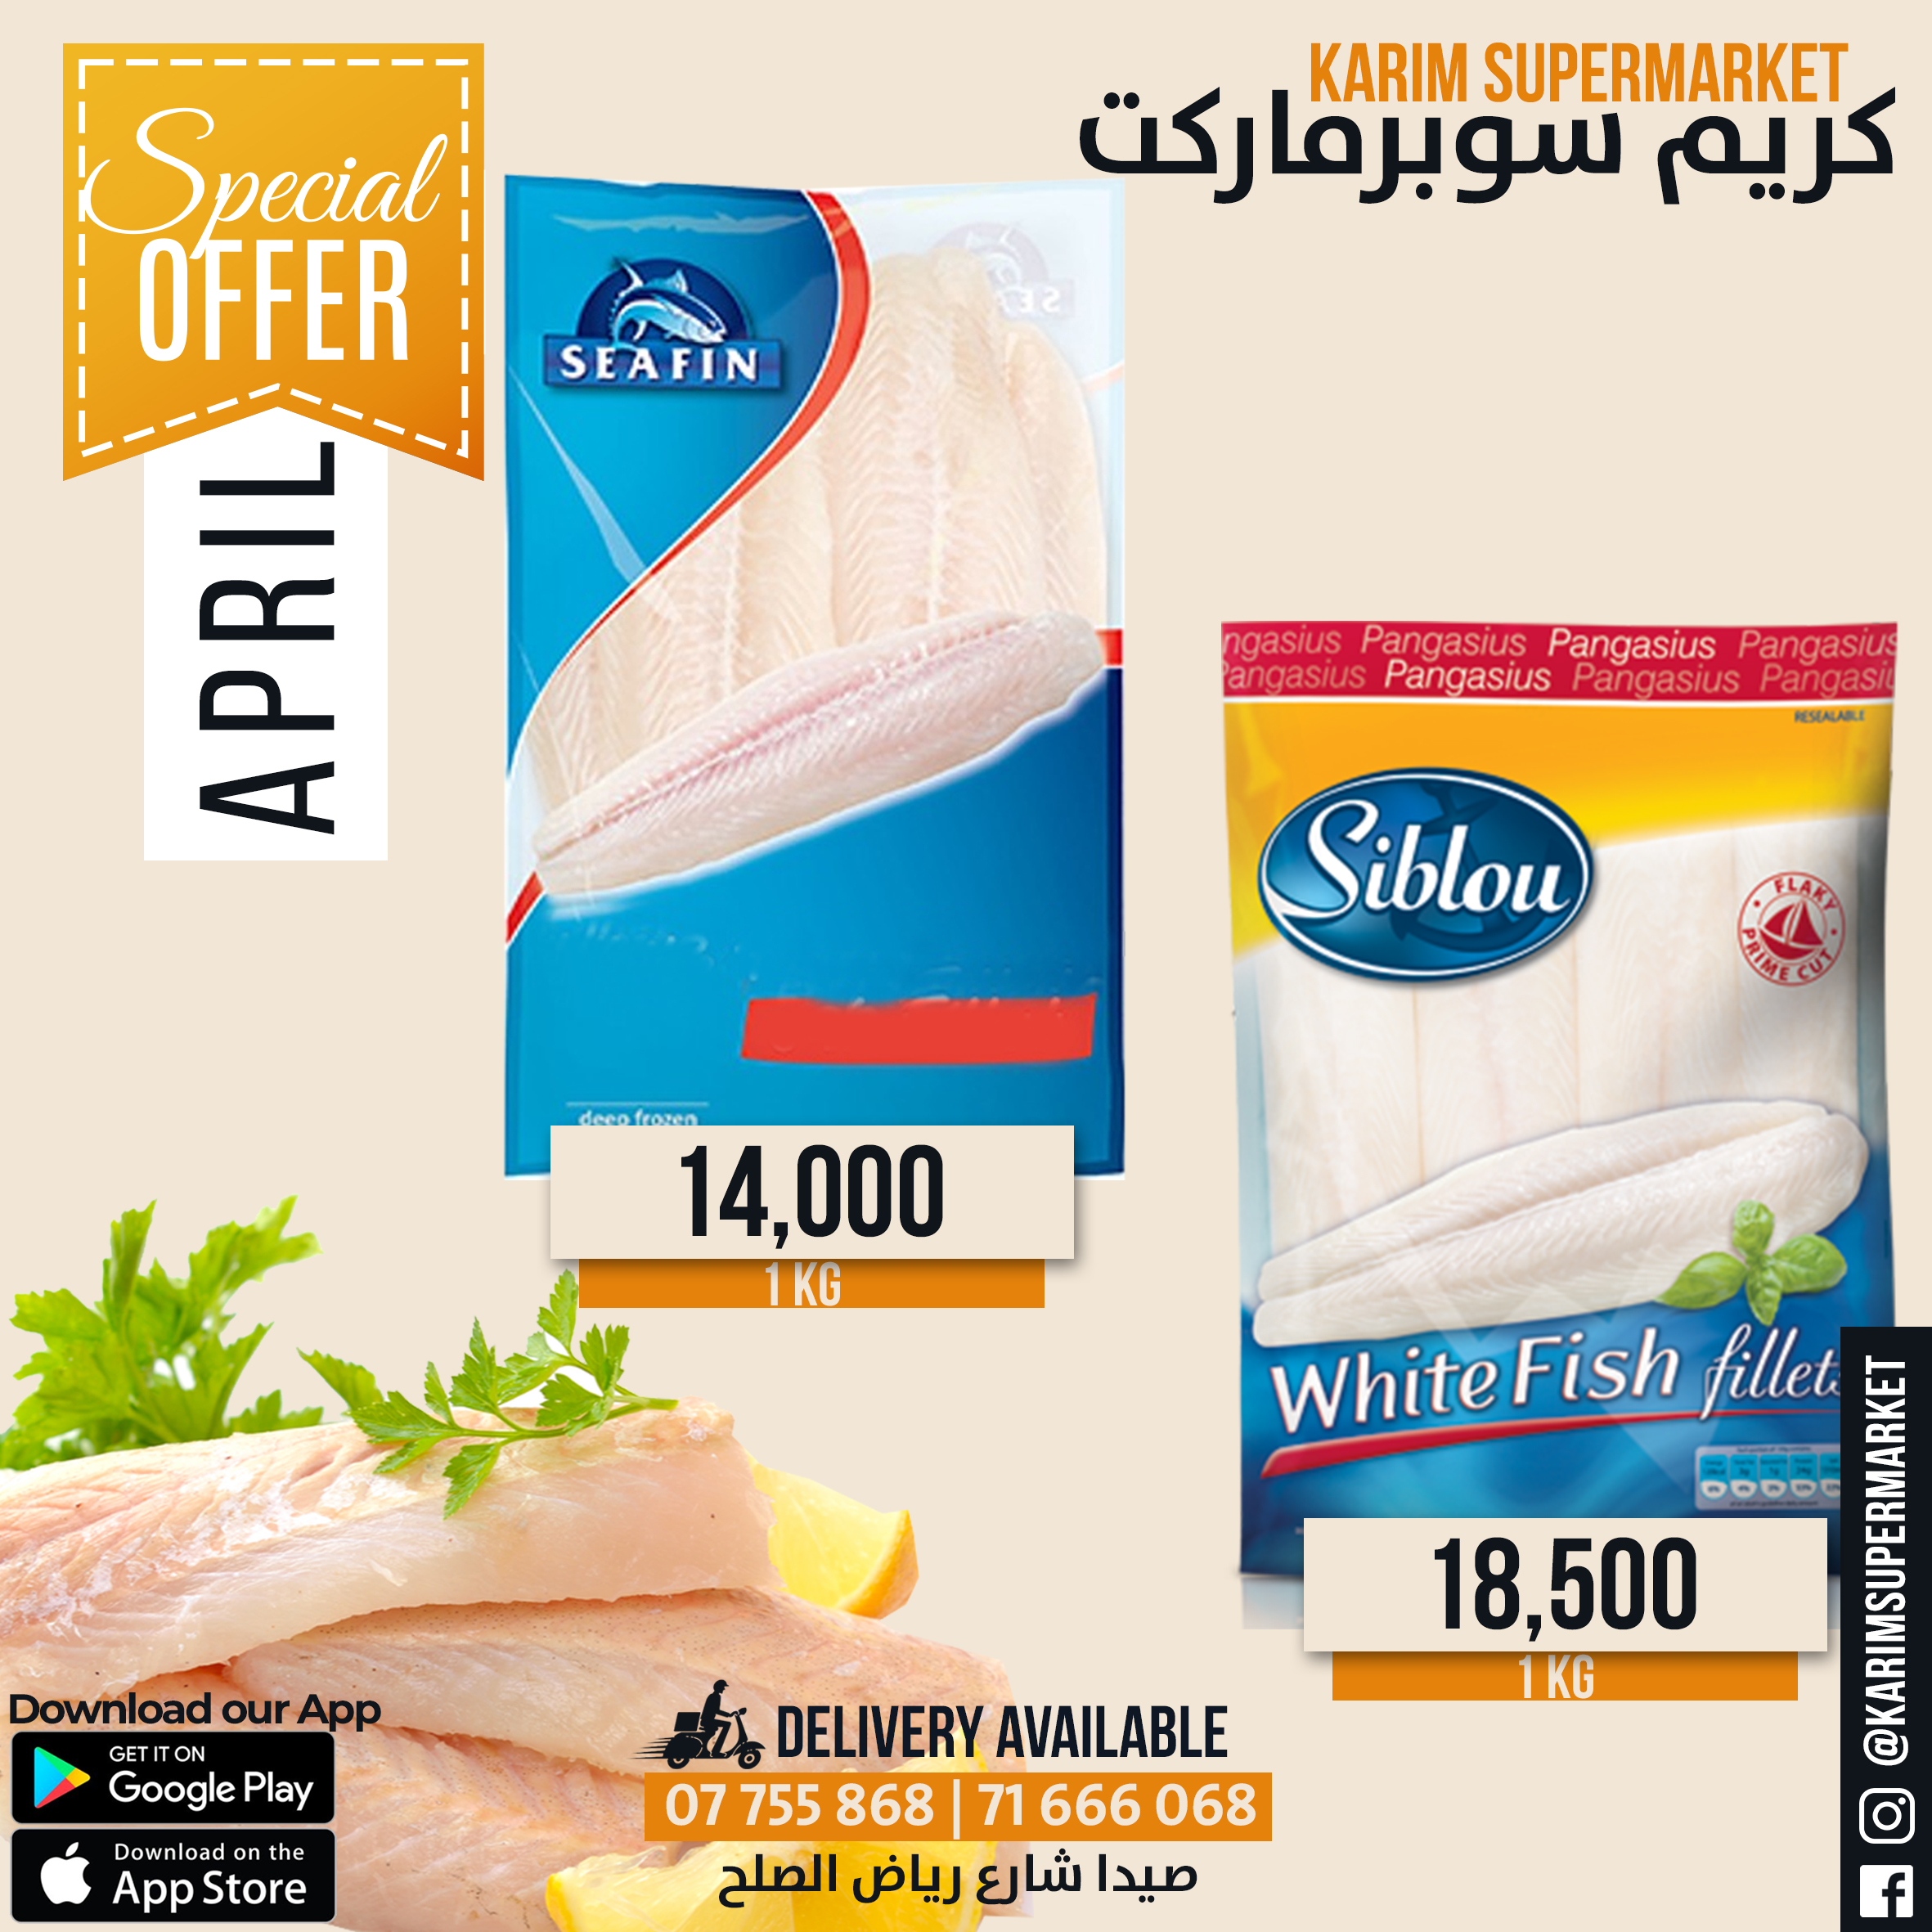 KARIM SUPERMARKET
كريم سوبرماركت
Special
OFFER
APRIL
SEAFIN
deep frozen
14,000
1 KG
ngasius Pangasius Pangasius Pangasius
Pangasius Pangasius Pangasius Pangasiu
RESEALABLE
Siblou
FLAKY
PRIME CUT
White Fish fillets
18,500
1 KG
@KARIMSUPERMARKET
Download our App
GET IT ON
Google Play
Download on the
App Store
DELIVERY AVAILABLE
07 755 868 | 71 666 068
صيدا شارع رياض الصلح